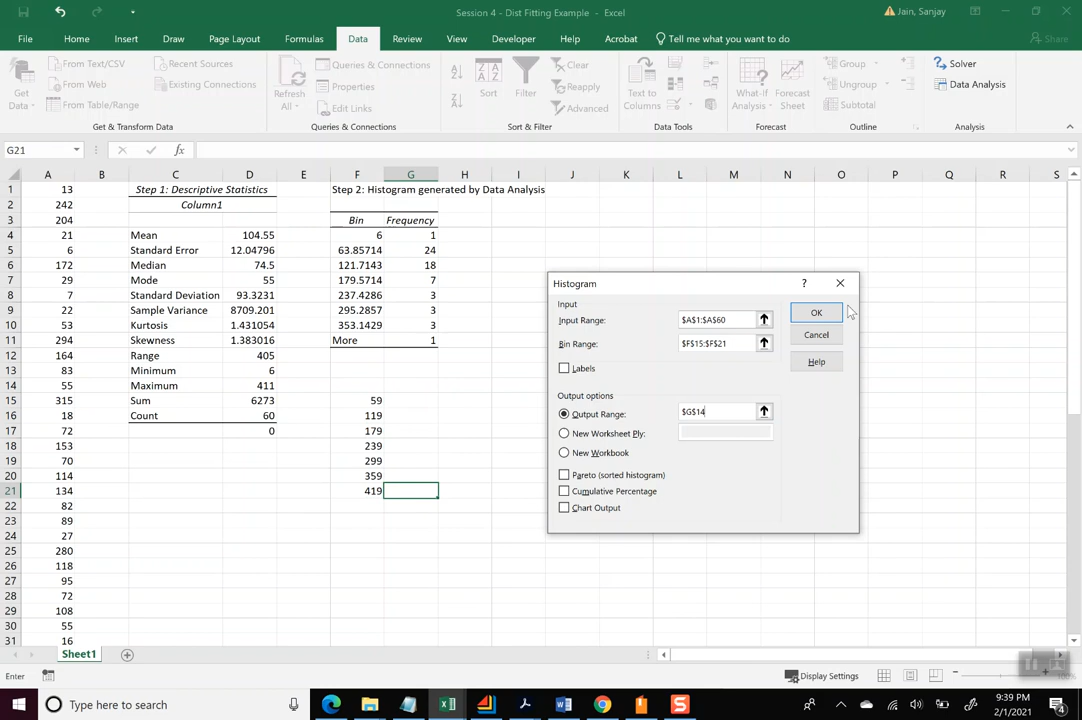 Session 4 - Dist Fitting Example - Excel
Jain, Sanjay
File Home Insert Draw Page Layout Formulas Data Review View Developer Help Acrobat Tell me what you want to do Share
Get Data
From Text/CSV
From Web
From Table/Range
Recent Sources
Existing Connections
Get & Transform Data
Refresh All
Queries & Connections
Properties
Edit Links
Queries & Connections
Sort
Filter
Clear
Reapply
Advanced
Sort & Filter
Text to Columns
Data Tools
What-If Analysis
Forecast Sheet
Forecast
Group
Ungroup
Subtotal
Outline
Solver
Data Analysis
Analysis
G21 fx
A B C D E F G H I J K L M N O P Q R S
1 13 Step 1: Descriptive Statistics Step 2: Histogram generated by Data Analysis
2 242 Column1
3 204 Bin Frequency
4 21 Mean 104.55 6 1
5 6 Standard Error 12.04796 63.85714 24
6 172 Median 74.5 121.7143 18
7 29 Mode 55 179.5714 7
8 7 Standard Deviation 93.3231 237.4286 3
9 22 Sample Variance 8709.201 295.2857 3
10 53 Kurtosis 1.431054 353.1429 3
11 294 Skewness 1.383016 More 1
12 164 Range 405
13 83 Minimum 6
14 55 Maximum 411
15 315 Sum 6273 59
16 18 Count 60 119
17 72 0 179
18 153 239
19 70 299
20 114 359
21 134 419
22 82
23 89
24 27
25 280
26 118
27 95
28 72
29 108
30 55
31 16
Histogram ?
Input
Input Range: $A$1:$A$60
Bin Range: $F$15:$F$21
Labels
OK
Cancel
Help
Output options
Output Range: $G$14
New Worksheet Ply:
New Workbook
Pareto (sorted histogram)
Cumulative Percentage
Chart Output
Sheet1
Enter
Display Settings
Type here to search
9:39 PM
2/1/2021
4